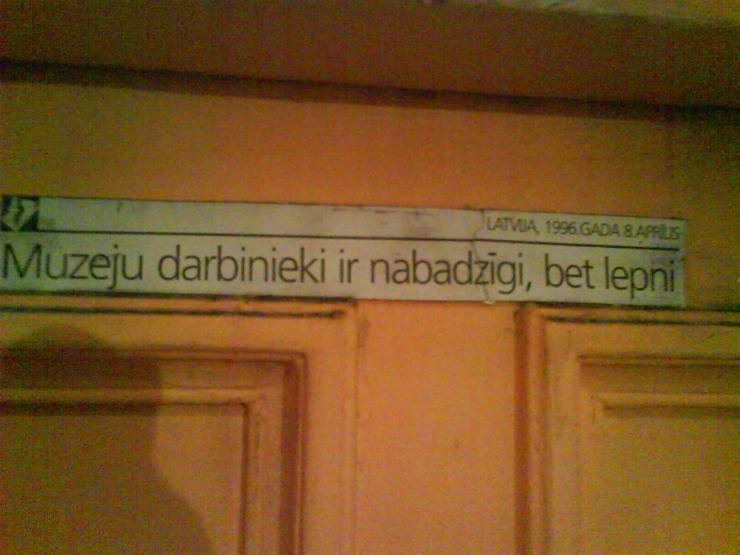 LATVIJA, 1996.GADA 8.APRĪLIS
Muzeju darbinieki ir nabadzīgi, bet lepni